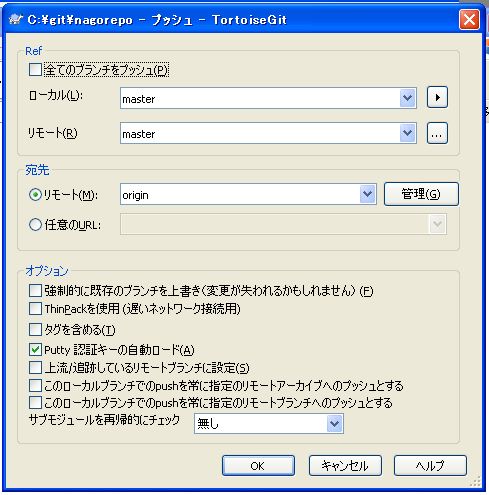 C:¥git¥nagorepo - プッシュ - TortoiseGit
Ref
全てのブランチをプッシュ(P)
ローカル(L):
master
リモート(R)
master
...
宛先
リモート(M):
origin
管理(G)
任意のURL:
オプション
強制的に既存のブランチを上書き(変更が失われるかもしれません) (F)
ThinPackを使用(遅いネットワーク接続用)
タグを含める(T)
Putty 認証キーの自動ロード(A)
上流/追跡しているリモートブランチに設定(S)
このローカルブランチでのpushを常に指定のリモートアーカイブへのプッシュとする
このローカルブランチでのpushを常に指定のリモートブランチへのプッシュとする
サブモジュールを再帰的にチェック
無し
OK
キャンセル
ヘルプ